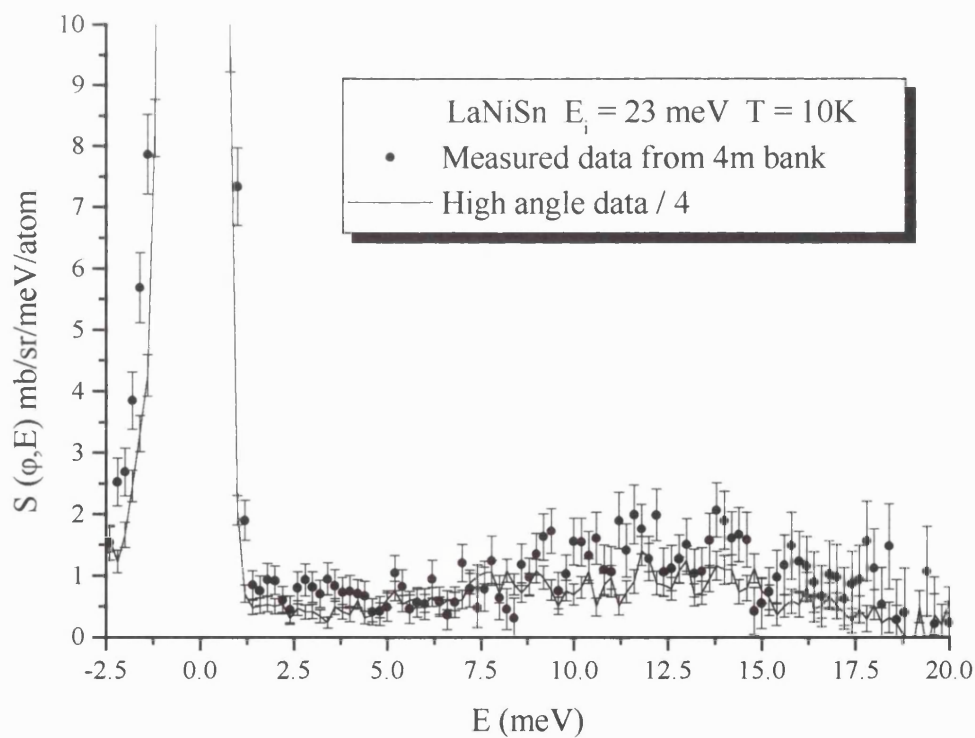 10
9
8
7
6
5
4
3
2
1
0
S (φ,E) mb/sr/meV/atom
LaNiSn E_i = 23 meV T = 10K
Measured data from 4m bank
High angle data / 4
-2.5 0.0 2.5 5.0 7.5 10.0 12.5 15.0 17.5 20.0
E (meV)